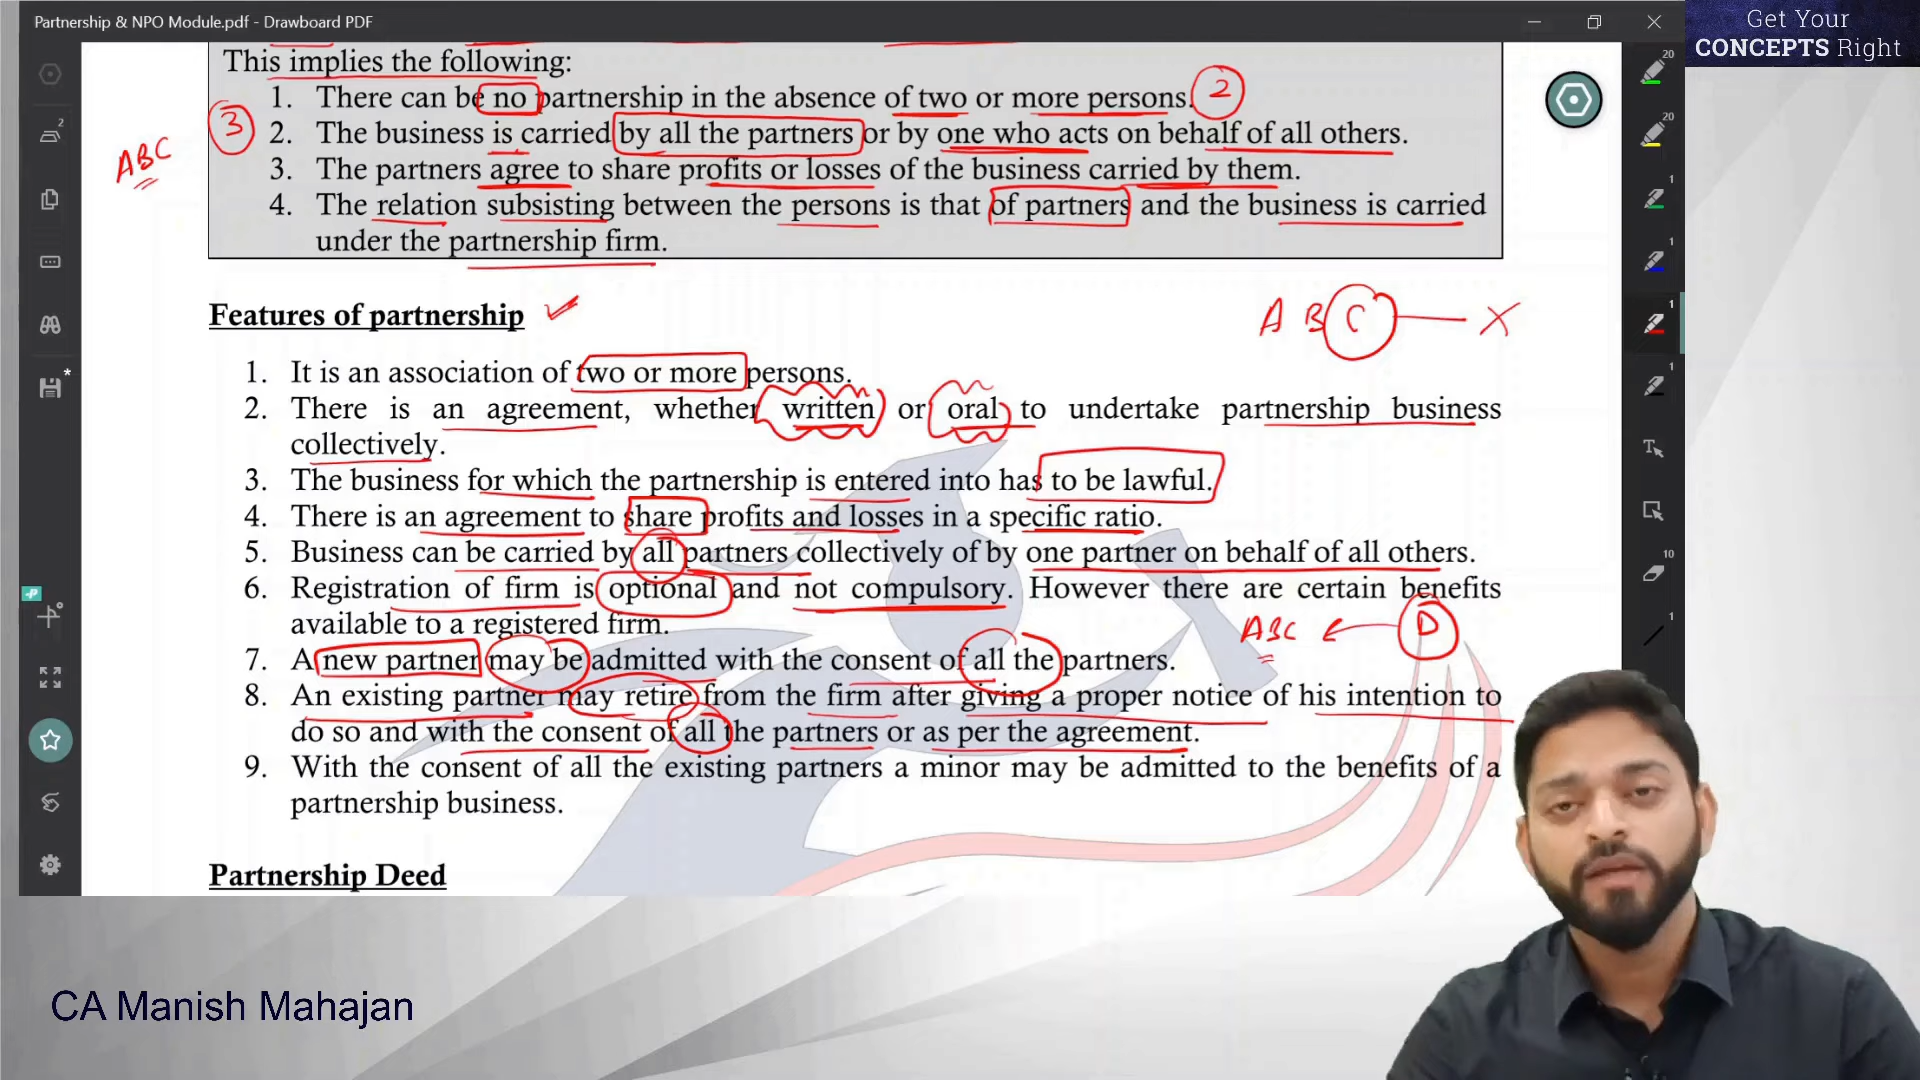 Partnership & NPO Module.pdf - Drawboard PDF
Get Your
CONCEPTS Right
This implies the following:
1. There can be no partnership in the absence of two or more persons. 2
3 2. The business is carried by all the partners or by one who acts on behalf of all others.
ABC
3. The partners agree to share profits or losses of the business carried by them.
4. The relation subsisting between the persons is that of partners and the business is carried
under the partnership firm.
Features of partnership
A B C X
1. It is an association of two or more persons.
2. There is an agreement, whether written or oral to undertake partnership business
collectively.
3. The business for which the partnership is entered into has to be lawful.
4. There is an agreement to share profits and losses in a specific ratio.
5. Business can be carried by all partners collectively of by one partner on behalf of all others.
6. Registration of firm is optional and not compulsory. However there are certain benefits
available to a registered firm.
ABC D
7. A new partner may be admitted with the consent of all the partners.
8. An existing partner may retire from the firm after giving a proper notice of his intention to
do so and with the consent of all the partners or as per the agreement.
9. With the consent of all the existing partners a minor may be admitted to the benefits of a
partnership business.
Partnership Deed
CA Manish Mahajan
2
20
20
1
1
1
1
10
1